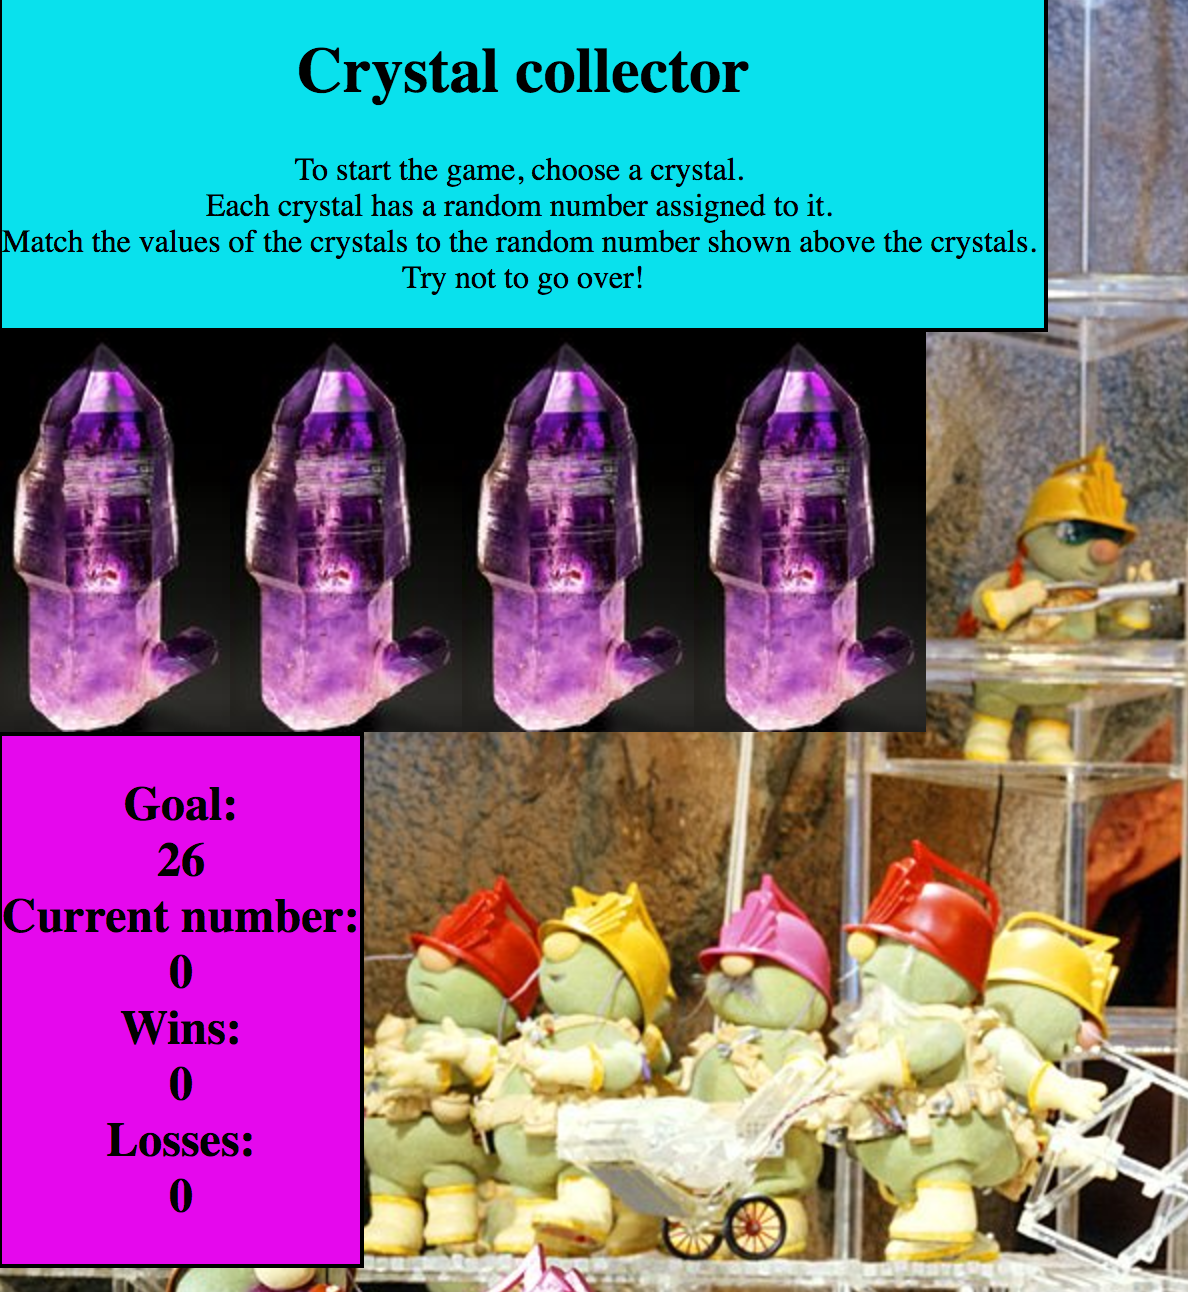 Crystal collector
To start the game, choose a crystal.
Each crystal has a random number assigned to it.
Match the values of the crystals to the random number shown above the crystals.
Try not to go over!
Goal:
26
Current number:
0
Wins:
0
Losses:
0